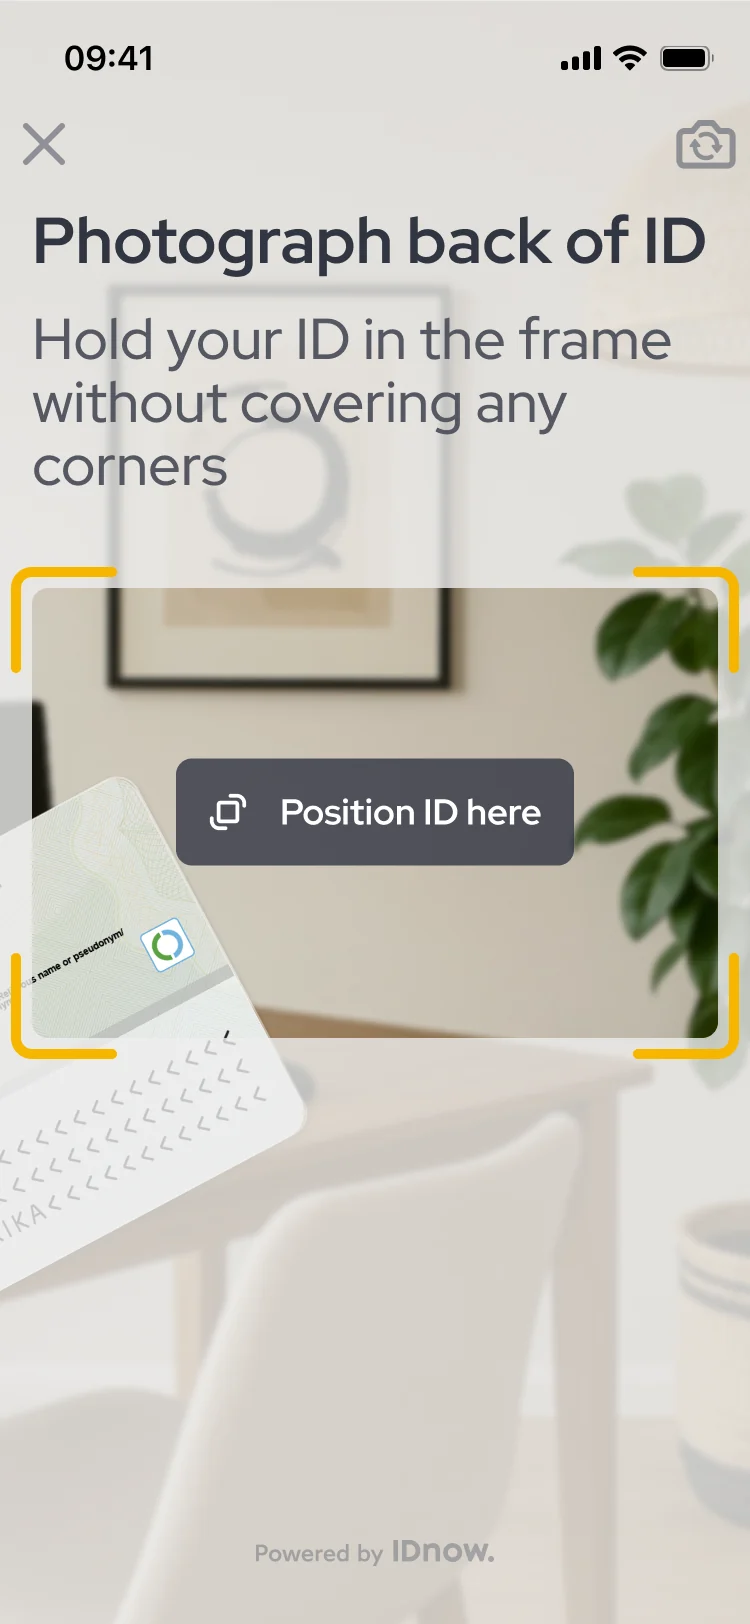 09:41
Photograph back of ID
Hold your ID in the frame
without covering any
corners
Position ID here
name or pseudonym/
<<<<<<<<<<<<<
<<<<<<<<<<<<<
IKA<<<<<<<<<<<<
Powered by IDnow.